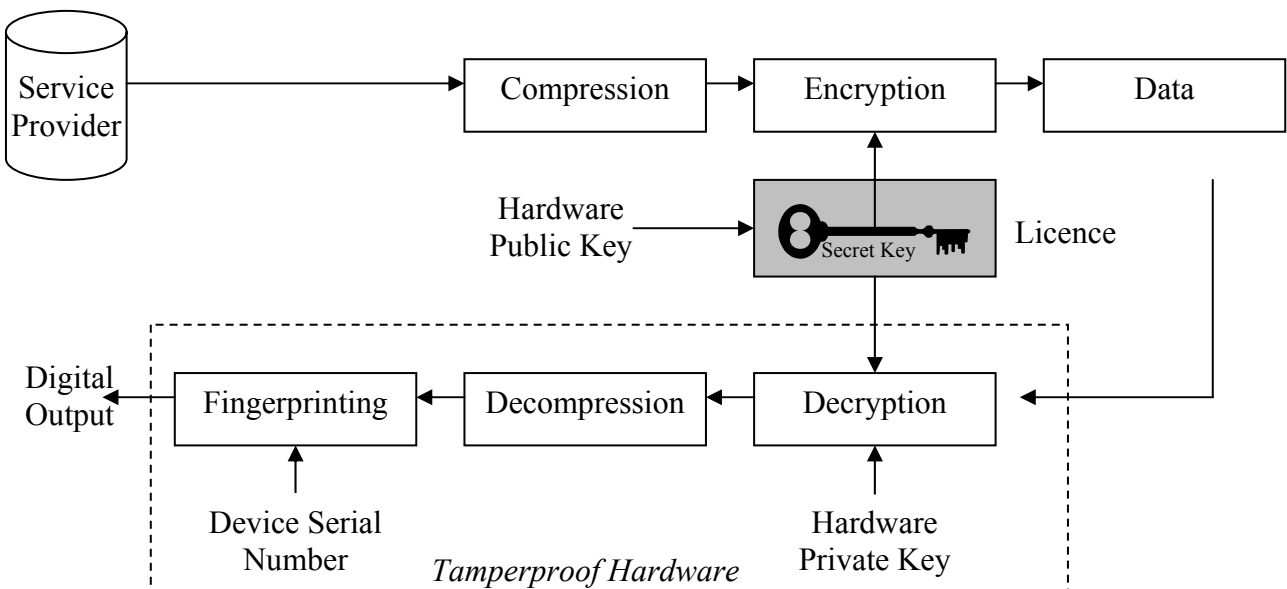 Service
Provider
Compression
Encryption
Data
Hardware
Public Key
Secret Key
Licence
Digital
Output
Fingerprinting
Decompression
Decryption
Device Serial
Number
Hardware
Private Key
Tamperproof Hardware